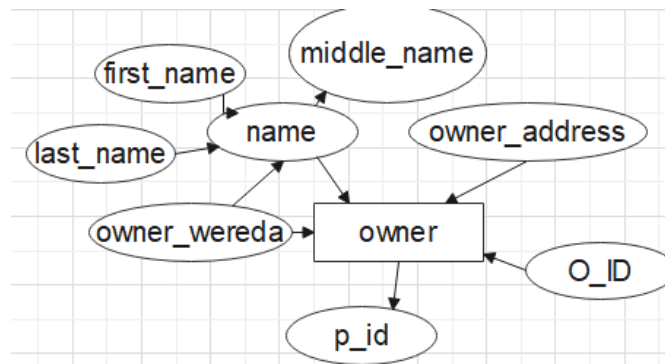 middle_name
first_name
name
owner_address
last_name
owner_wereda
owner
O_ID
p_id